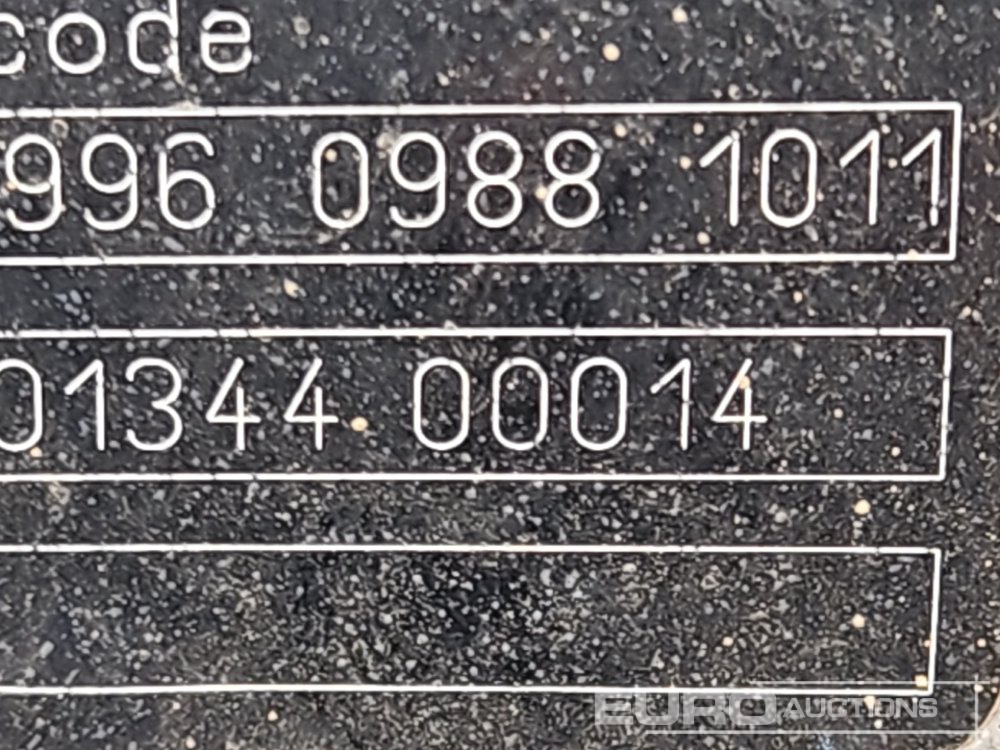 code
996 0988 1011
01344 00014
EURO AUCTIONS